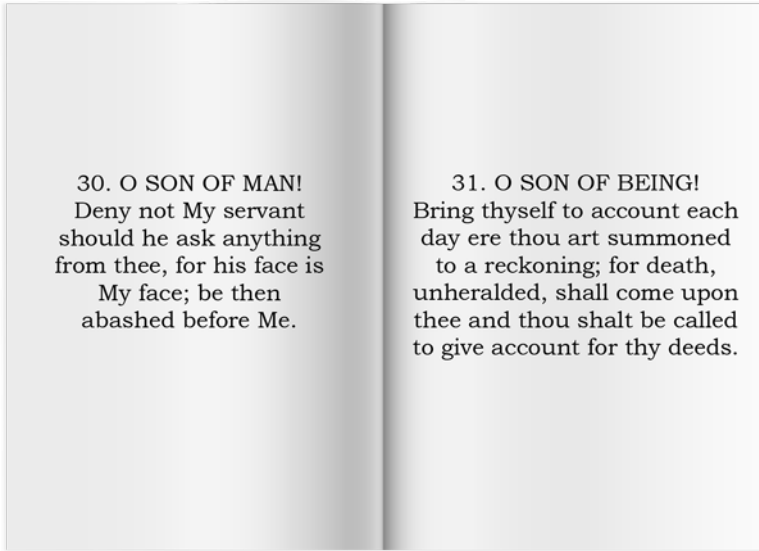 30. O SON OF MAN!
Deny not My servant
should he ask anything
from thee, for his face is
My face; be then
abashed before Me.
31. O SON OF BEING!
Bring thyself to account each
day ere thou art summoned
to a reckoning; for death,
unheralded, shall come upon
thee and thou shalt be called
to give account for thy deeds.